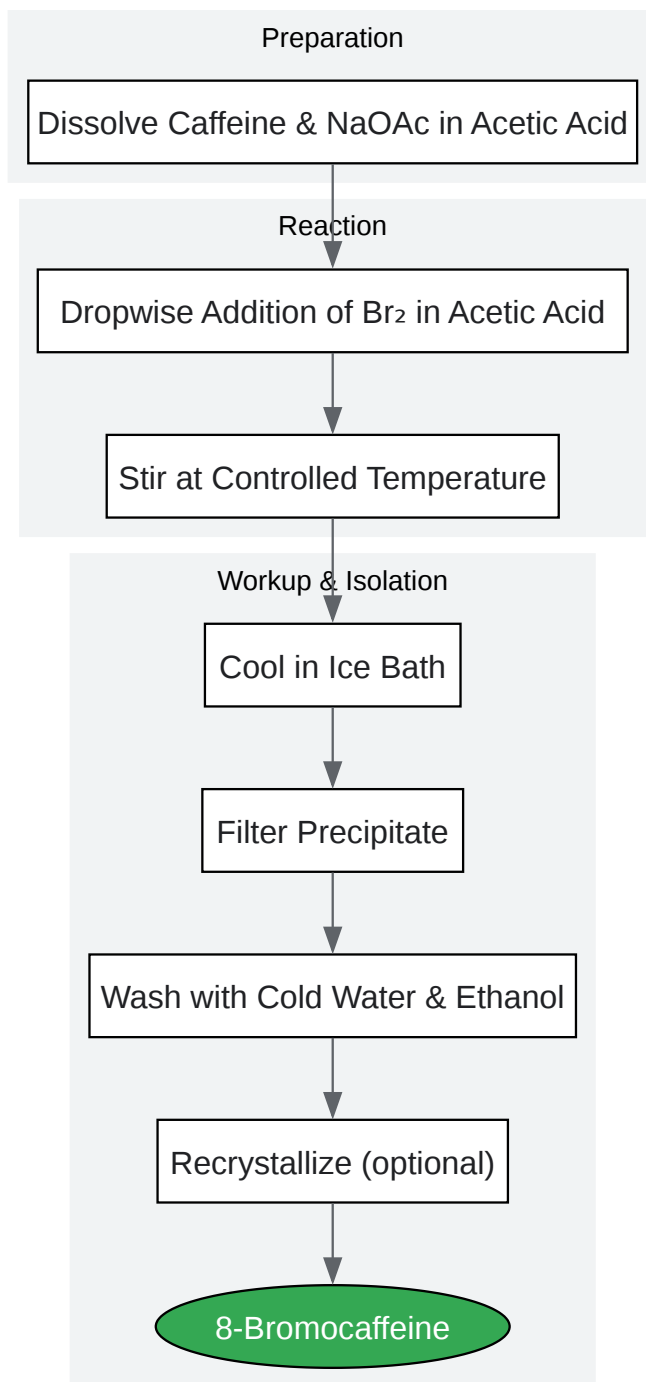 Preparation
Dissolve Caffeine & NaOAc in Acetic Acid
Reaction
Dropwise Addition of Br₂ in Acetic Acid
Stir at Controlled Temperature
Workup & Isolation
Cool in Ice Bath
Filter Precipitate
Wash with Cold Water & Ethanol
Recrystallize (optional)
8-Bromocaffeine